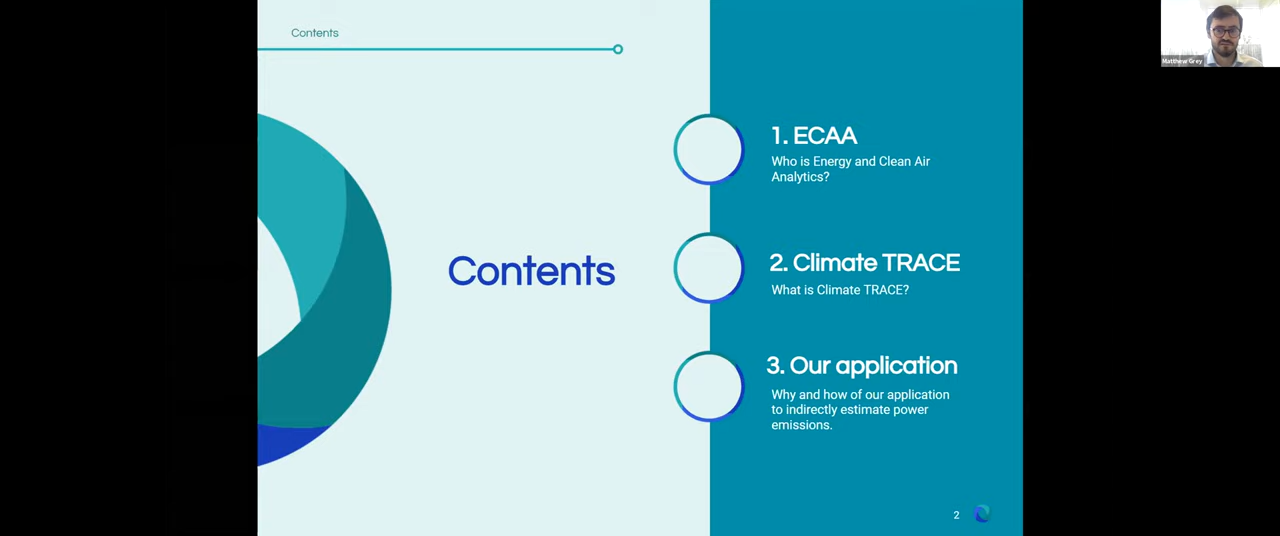 Contents
Contents
1. ECAA
Who is Energy and Clean Air
Analytics?
2. Climate TRACE
What is Climate TRACE?
3. Our application
Why and how of our application
to indirectly estimate power
emissions.
2
Matthew Grey